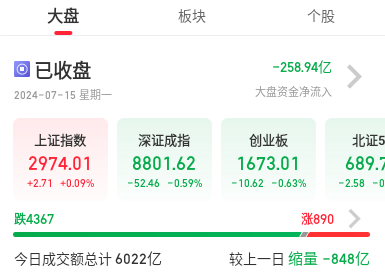 大盘 板块 个股
已收盘 -258.94亿
2024-07-15 星期一 大盘资金净流入
上证指数 深证成指 创业板 北证5
2974.01 8801.62 1673.01 689.7
+2.71 +0.09% -52.46 -0.59% -10.62 -0.63% -2.58 -0
跌4367 涨890
今日成交额总计 6022亿 较上一日 缩量 -848亿